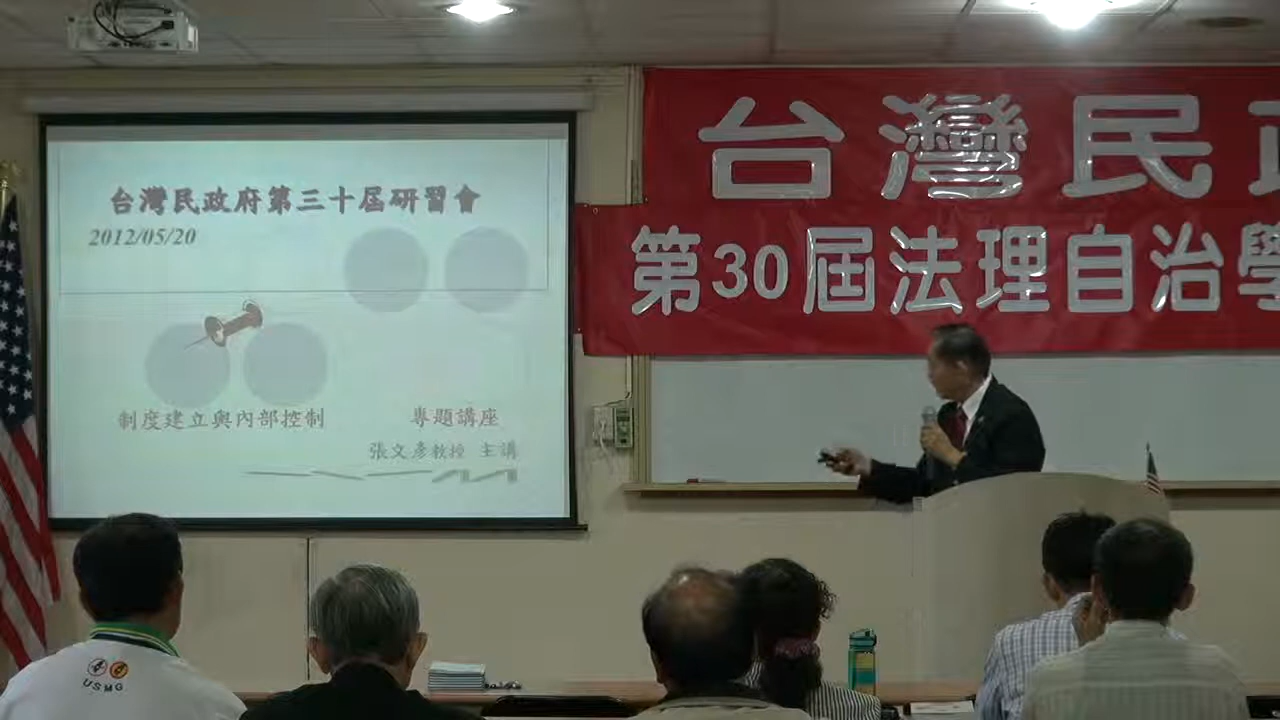 台灣民政府第三十屆研習會
2012/05/20
制度建立與內部控制 專題講座
張文彥教授 主講
台灣民政
第30屆法理自治學
USMG